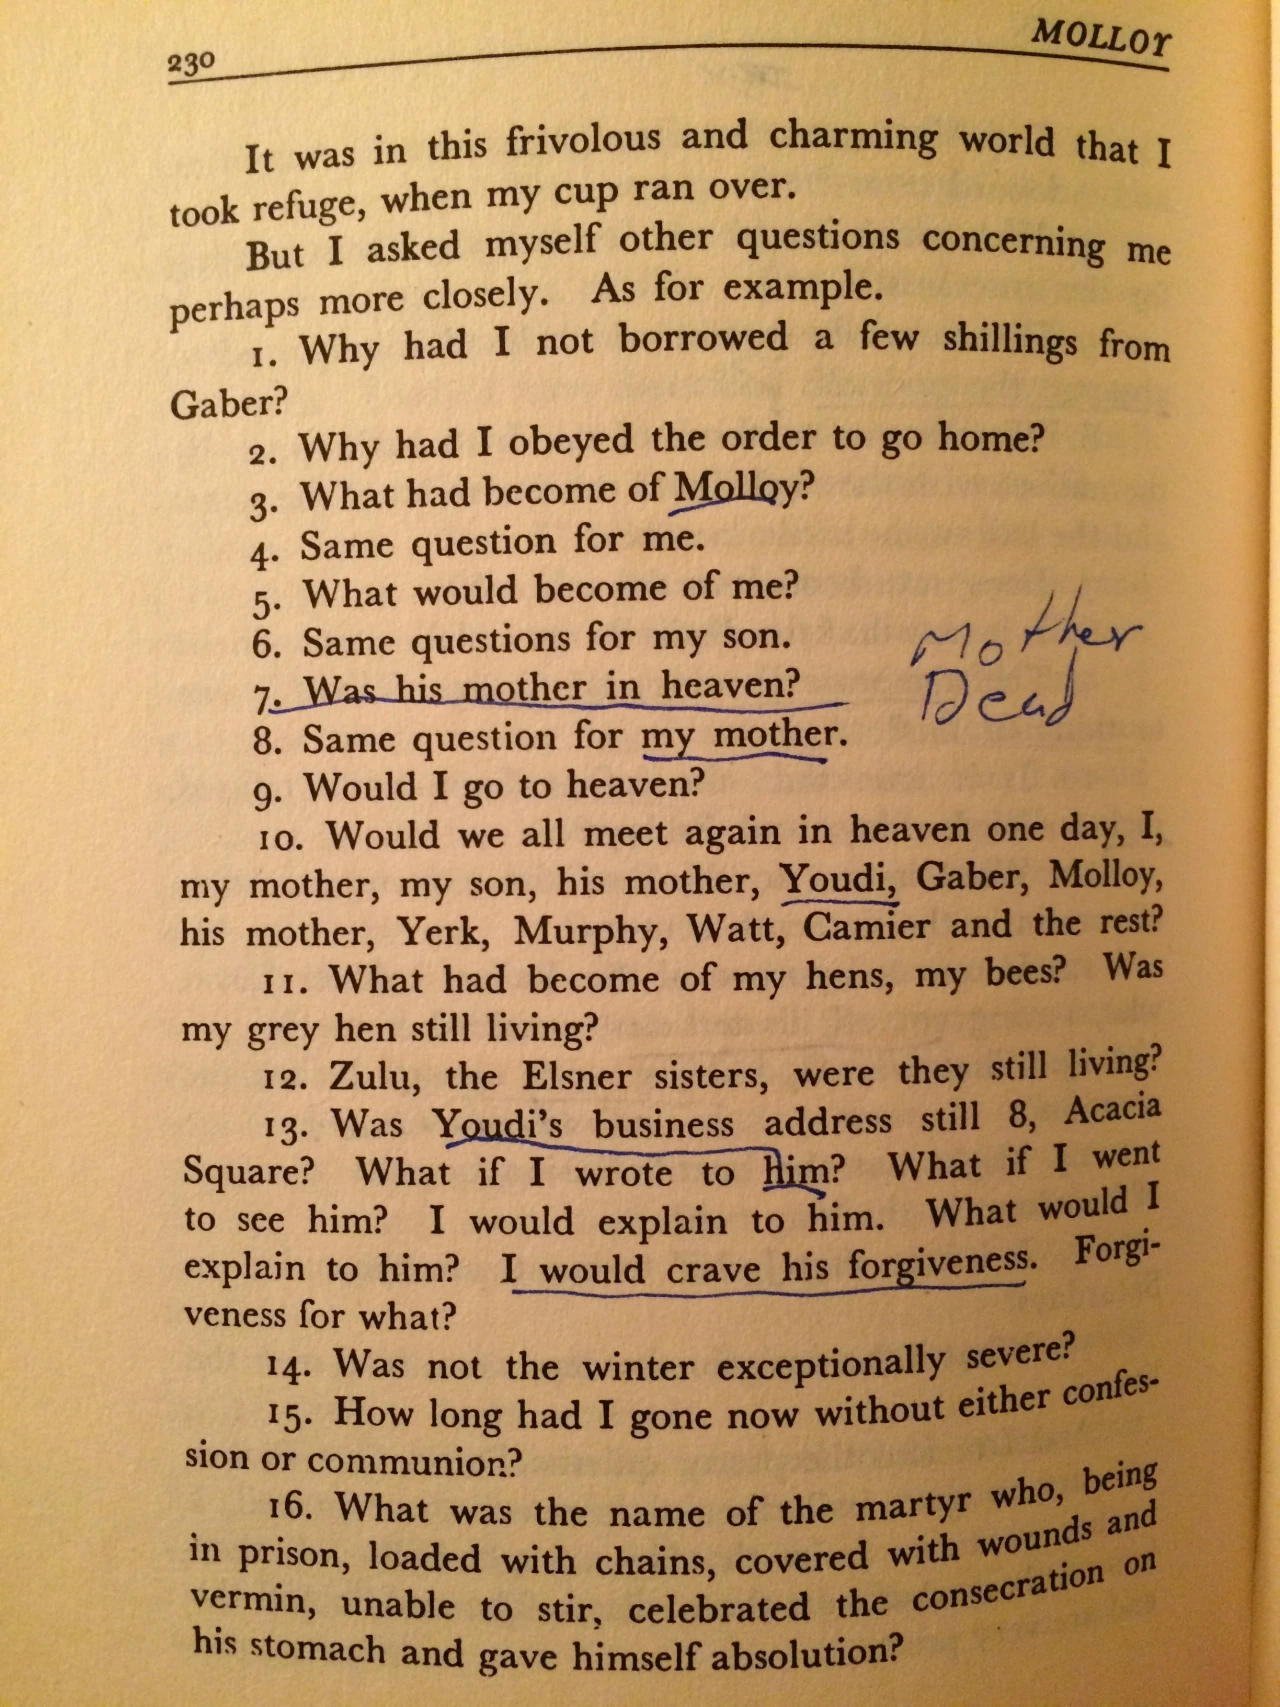 230
MOLLOY
It was in this frivolous and charming world that I
took refuge, when my cup ran over.
But I asked myself other questions concerning me
perhaps more closely. As for example.
1. Why had I not borrowed a few shillings from
Gaber?
2. Why had I obeyed the order to go home?
3. What had become of Molloy?
4. Same question for me.
5. What would become of me?
6. Same questions for my son.
Mother
7. Was his mother in heaven?
Dead
8. Same question for my mother.
9. Would I go to heaven?
10. Would we all meet again in heaven one day, I,
my mother, my son, his mother, Youdi, Gaber, Molloy,
his mother, Yerk, Murphy, Watt, Camier and the rest?
11. What had become of my hens, my bees? Was
my grey hen still living?
12. Zulu, the Elsner sisters, were they still living?
13. Was Youdi's business address still 8, Acacia
Square? What if I wrote to him? What if I went
to see him? I would explain to him. What would I
explain to him? I would crave his forgiveness. Forgi-
veness for what?
14. Was not the winter exceptionally severe?
15. How long had I gone now without either confes-
sion or communion?
16. What was the name of the martyr who, being
in prison, loaded with chains, covered with wounds and
vermin, unable to stir, celebrated the consecration on
his stomach and gave himself absolution?